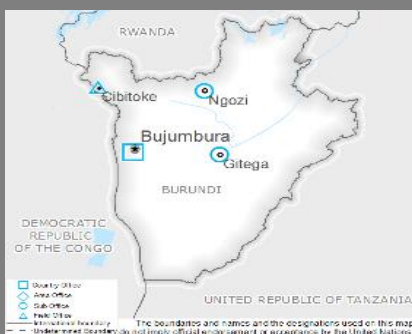 RWANDA
Cibitoke
Ngozi
Bujumbura
Gitega
BURUNDI
DEMOCRATIC
REPUBLIC
OF THE CONGO
UNITED REPUBLIC OF TANZANIA
Country Office
Area Office
Sub Office
Field Office
International boundary
The boundaries and names and the designations used on this map
Undetermined Boundary
do not imply official endorsement or acceptance by the United Nations